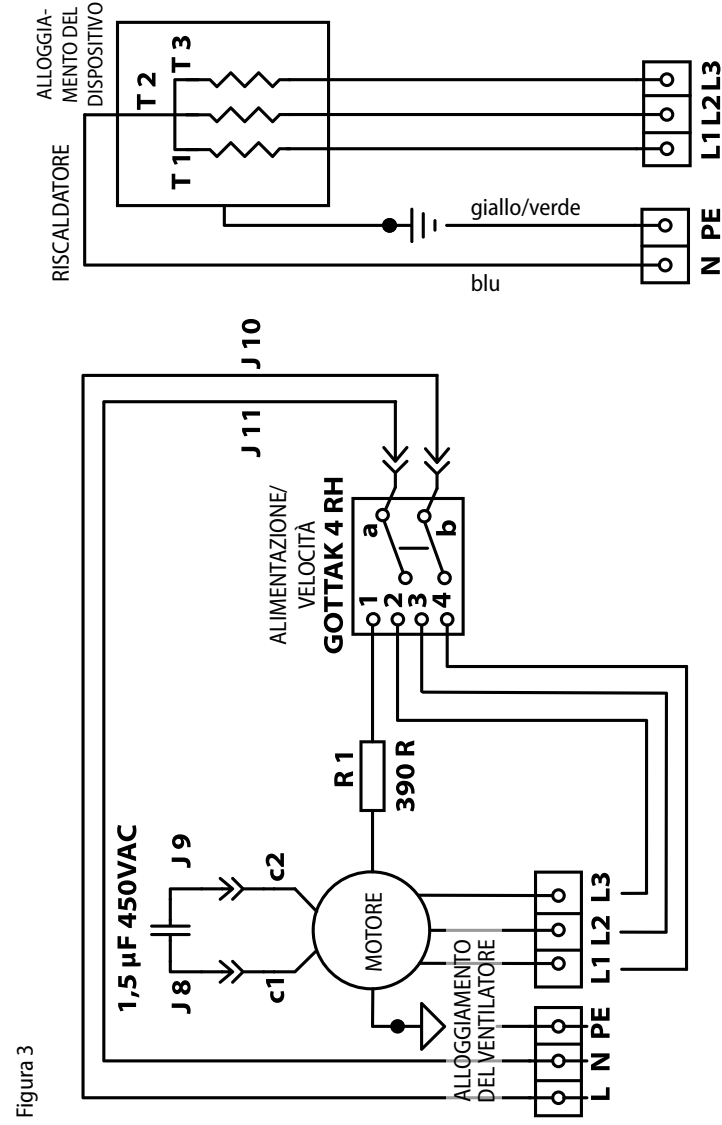 Figura 3
1,5 µF 450VAC
J 8
J 9
c1
c2
MOTORE
R 1
390 R
ALIMENTAZIONE/
VELOCITÀ
GOTTAK 4 RH
1
2
3
4
a
b
J 11
J 10
ALLOGGIAMENTO
DEL VENTILATORE
L N PE
L1 L2 L3
RISCALDATORE
ALLOGGIA-
MENTO DEL
DISPOSITIVO
T 1
T 2
T 3
giallo/verde
blu
N PE
L1 L2 L3